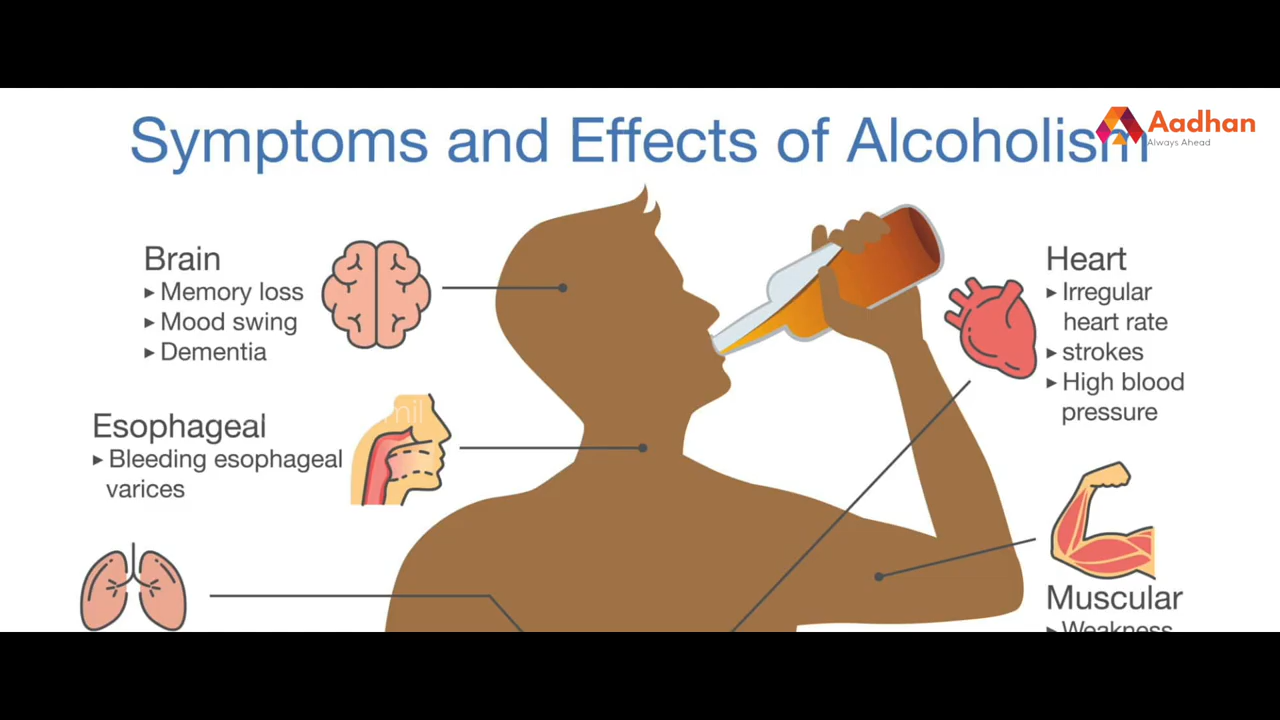 Symptoms and Effects of Alcoholism
Aadhan
Always Ahead
Brain
▸ Memory loss
▸ Mood swing
▸ Dementia
Esophageal
▸ Bleeding esophageal
varices
Heart
▸ Irregular
heart rate
▸ strokes
▸ High blood
pressure
Muscular
▸ Weakness